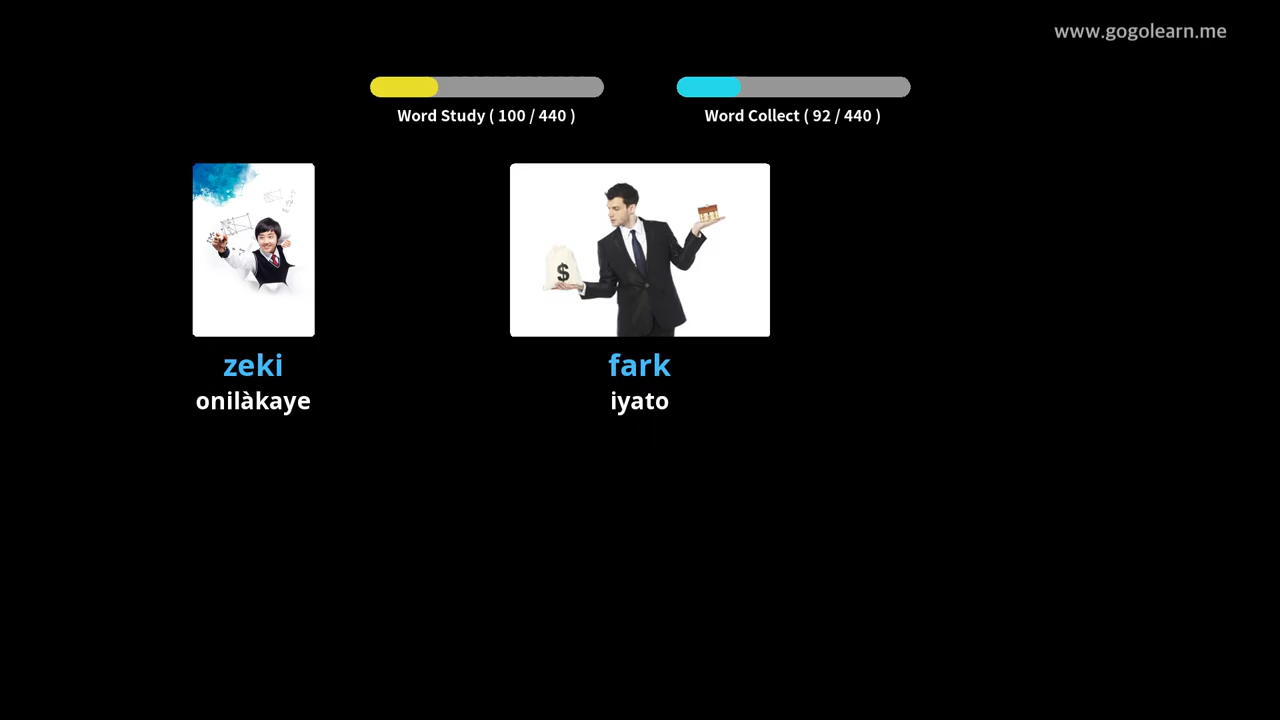 www.gogolearn.me
Word Study ( 100 / 440 )
Word Collect ( 92 / 440 )
$
zeki
onilàkaye
fark
iyato